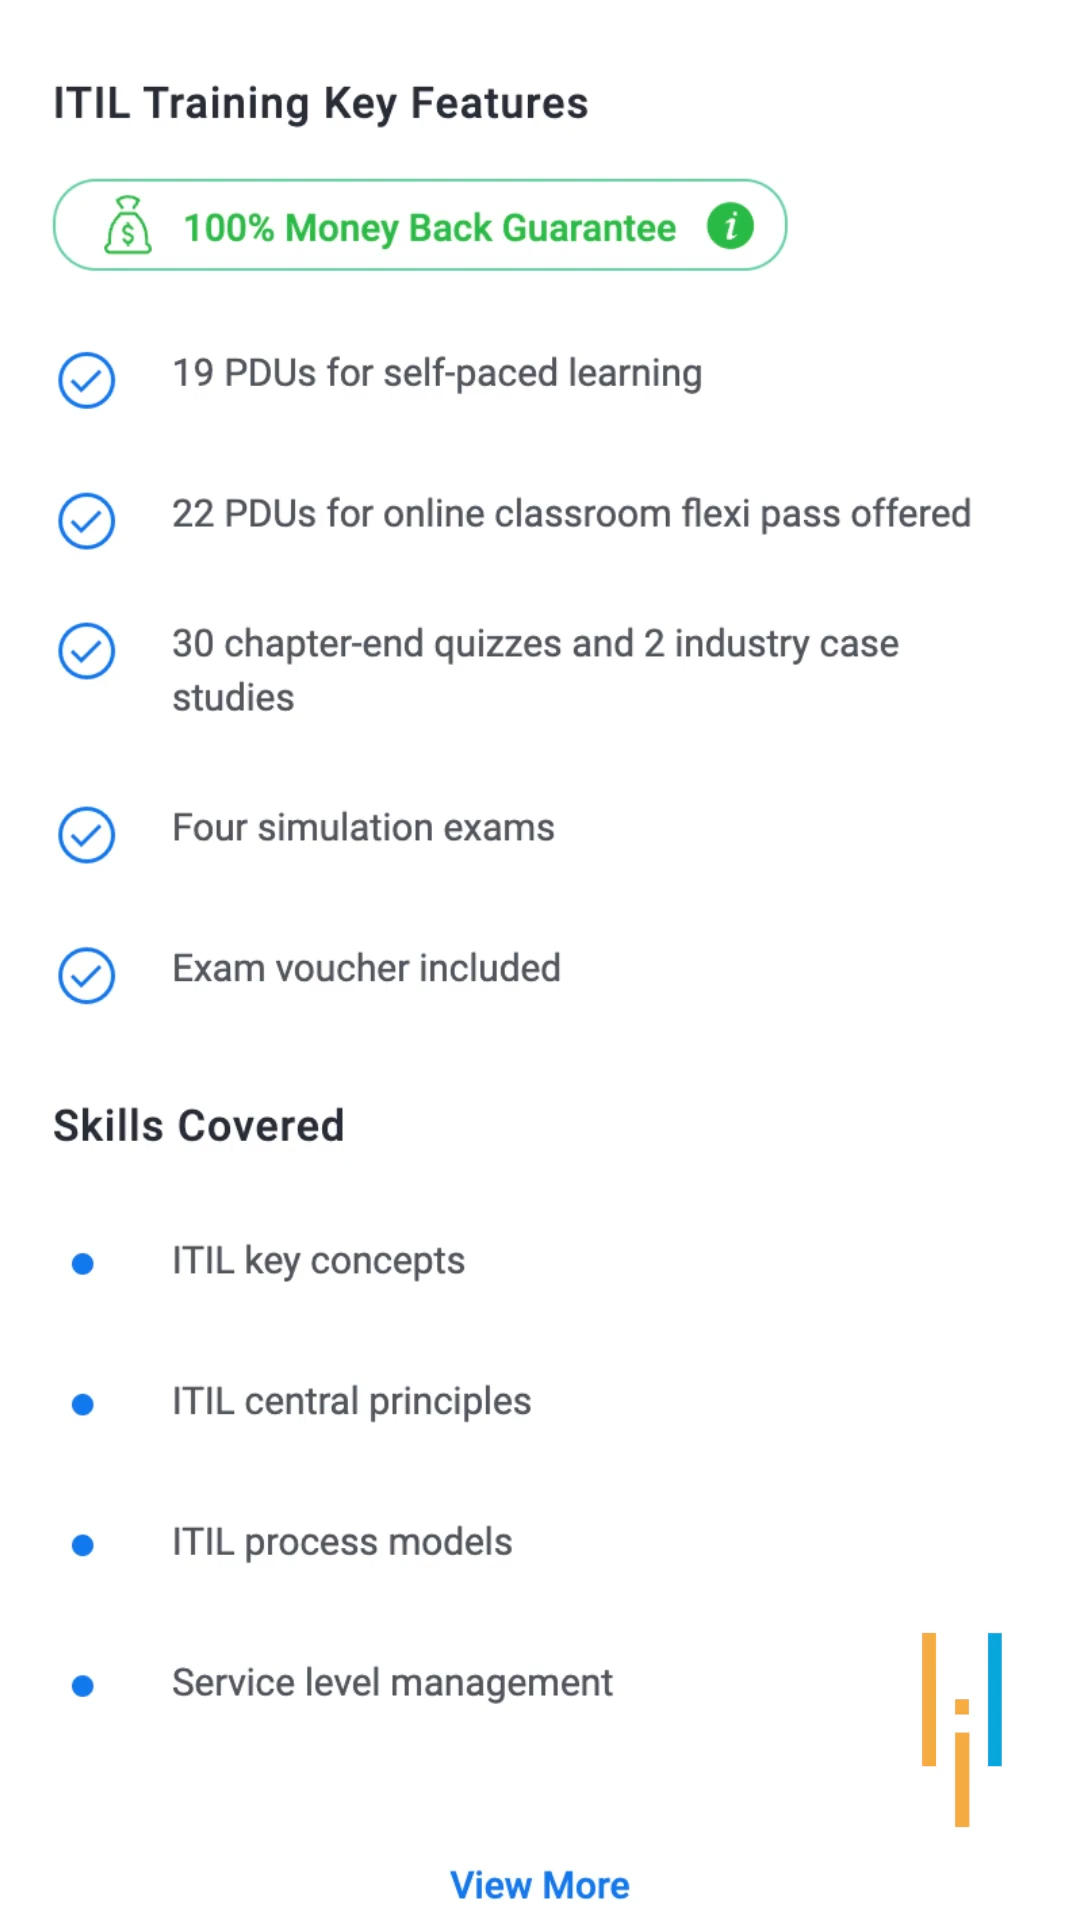 ITIL Training Key Features
100% Money Back Guarantee i
19 PDUs for self-paced learning
22 PDUs for online classroom flexi pass offered
30 chapter-end quizzes and 2 industry case
studies
Four simulation exams
Exam voucher included
Skills Covered
ITIL key concepts
ITIL central principles
ITIL process models
Service level management
View More